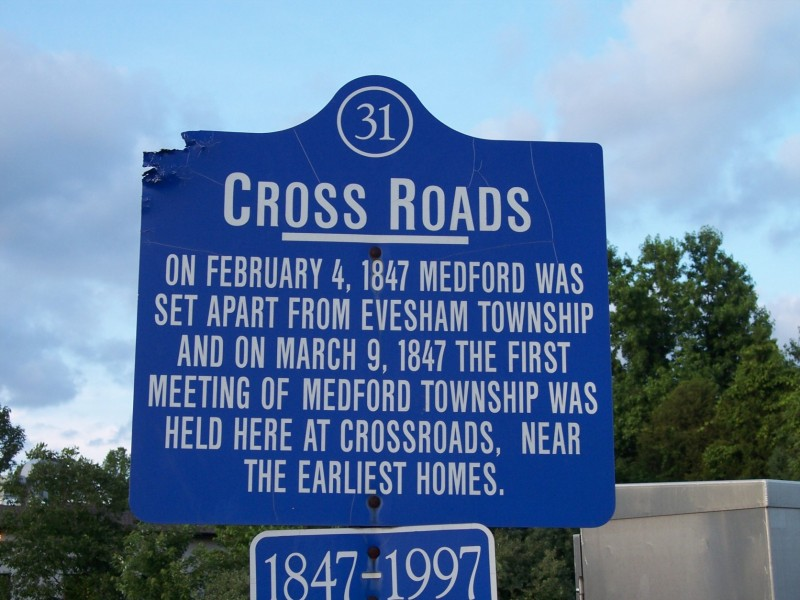 31
CROSS ROADS
ON FEBRUARY 4, 1847 MEDFORD WAS
SET APART FROM EVESHAM TOWNSHIP
AND ON MARCH 9, 1847 THE FIRST
MEETING OF MEDFORD TOWNSHIP WAS
HELD HERE AT CROSSROADS, NEAR
THE EARLIEST HOMES.
1847-1997